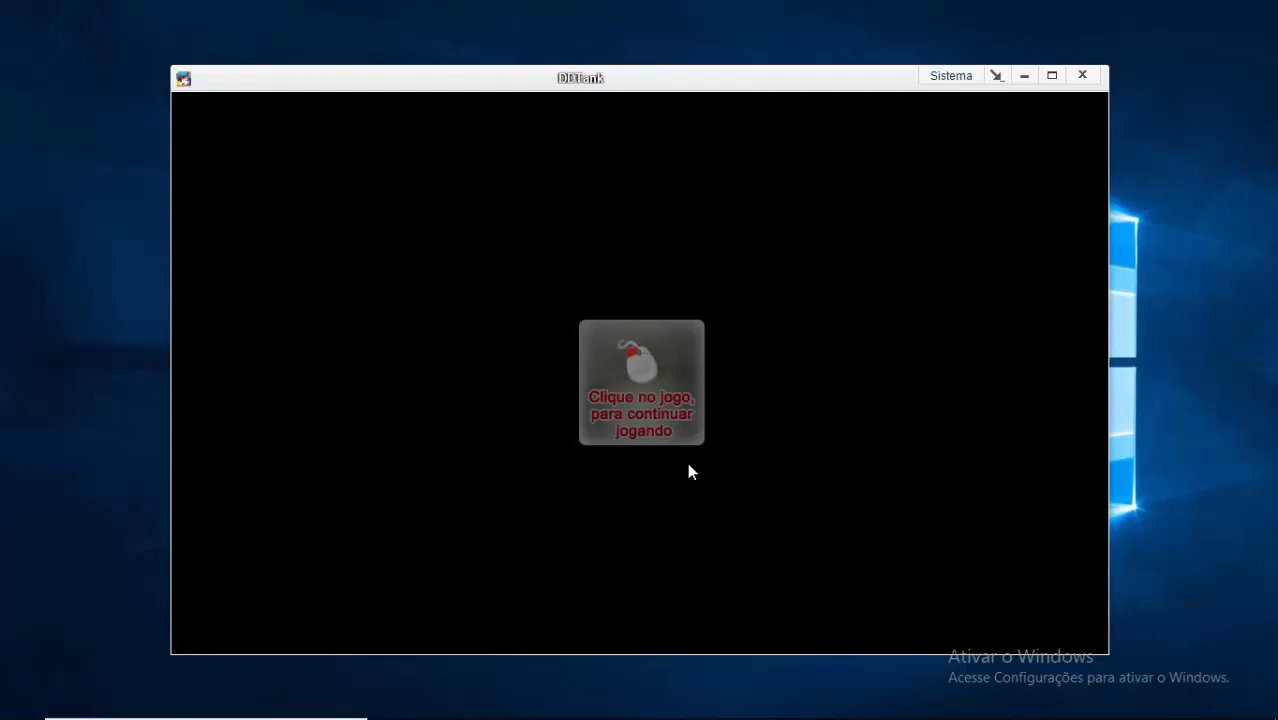 DDTank
Sistema
Clique no jogo,
para continuar
jogando
Ativar o Windows
Acesse Configurações para ativar o Windows.